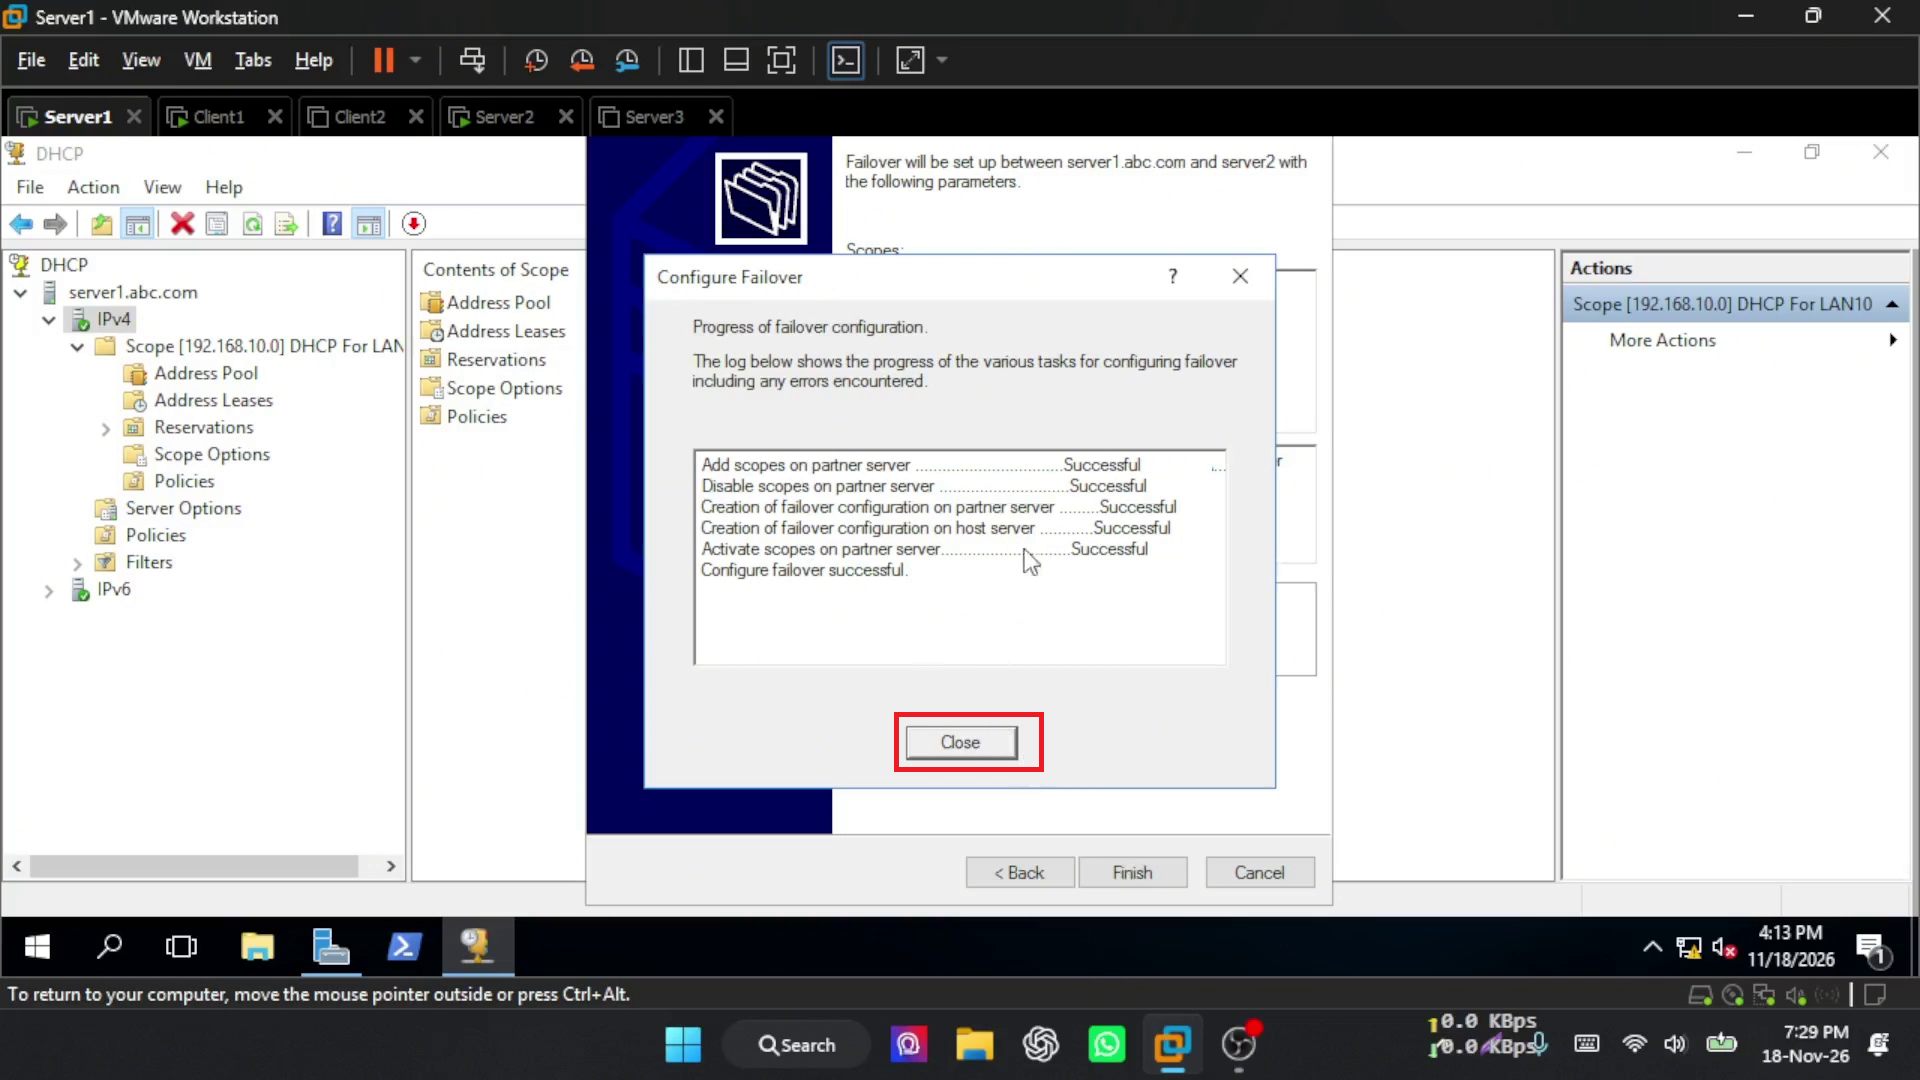 Server1 - VMware Workstation
File Edit View VM Tabs Help
Server1 Client1 Client2 Server2 Server3
DHCP
File Action View Help
DHCP
server1.abc.com
IPv4
Scope [192.168.10.0] DHCP For LAN
Address Pool
Address Leases
Reservations
Scope Options
Policies
Server Options
Policies
Filters
IPv6
Contents of Scope
Address Pool
Address Leases
Reservations
Scope Options
Policies
Failover will be set up between server1.abc.com and server2 with
the following parameters.
Scopes:
Configure Failover
Progress of failover configuration.
The log below shows the progress of the various tasks for configuring failover
including any errors encountered.
Add scopes on partner server .................................Successful
Disable scopes on partner server .............................Successful
Creation of failover configuration on partner server .........Successful
Creation of failover configuration on host server ............Successful
Activate scopes on partner server.............................Successful
Configure failover successful.
Close
< Back Finish Cancel
Actions
Scope [192.168.10.0] DHCP For LAN10
More Actions
4:13 PM
11/18/2026
1
To return to your computer, move the mouse pointer outside or press Ctrl+Alt.
Search
0.0 KBps
0.0 KBps
7:29 PM
18-Nov-26